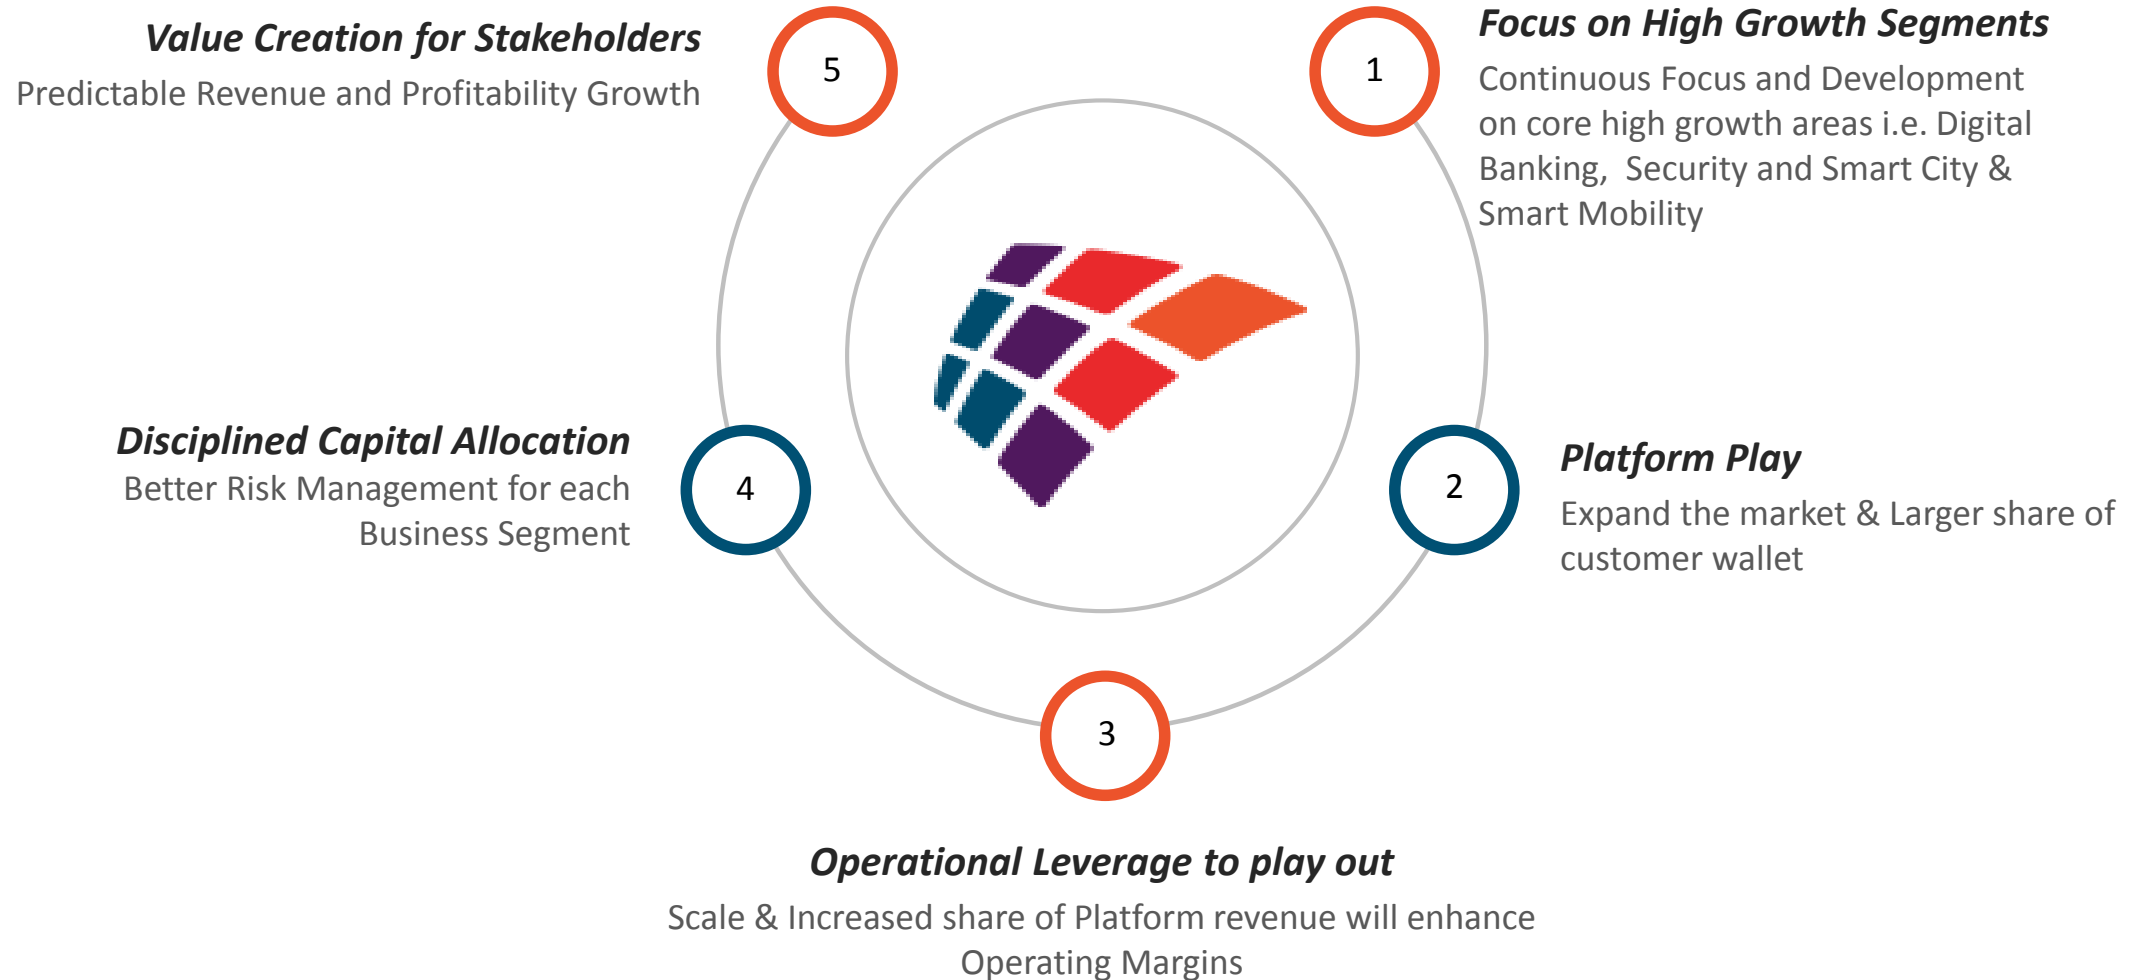 1
Focus on High Growth Segments
Continuous Focus and Development
on core high growth areas i.e. Digital
Banking,  Security and Smart City &
Smart Mobility
2
Platform Play
Expand the market & Larger share of
customer wallet
3
Operational Leverage to play out
Scale & Increased share of Platform revenue will enhance
Operating Margins
4
Disciplined Capital Allocation
Better Risk Management for each
Business Segment
5
Value Creation for Stakeholders
Predictable Revenue and Profitability Growth